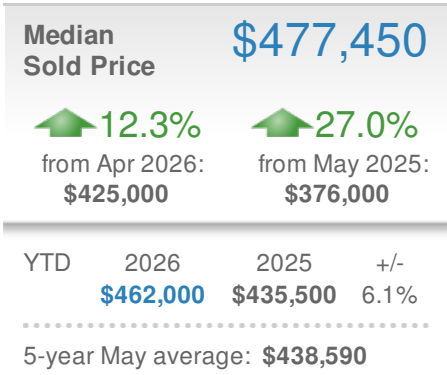 Median $477,450
Sold Price
12.3% 27.0%
from Apr 2026: from May 2025:
$425,000 $376,000
YTD 2026 2025 +/-
$462,000 $435,500 6.1%
5-year May average: $438,590